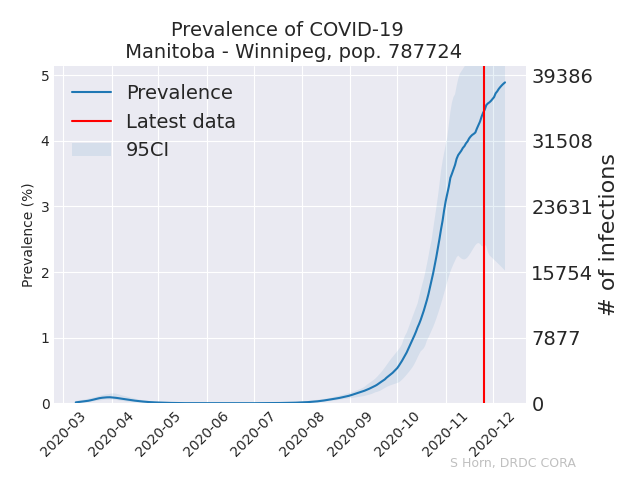 Prevalence of COVID-19
Manitoba - Winnipeg, pop. 787724
Prevalence
Latest data
95CI
Prevalence (%)
5
4
3
2
1
0
39386
31508
23631
15754
7877
0
# of infections
2020-03
2020-04
2020-05
2020-06
2020-07
2020-08
2020-09
2020-10
2020-11
2020-12
S Horn, DRDC CORA